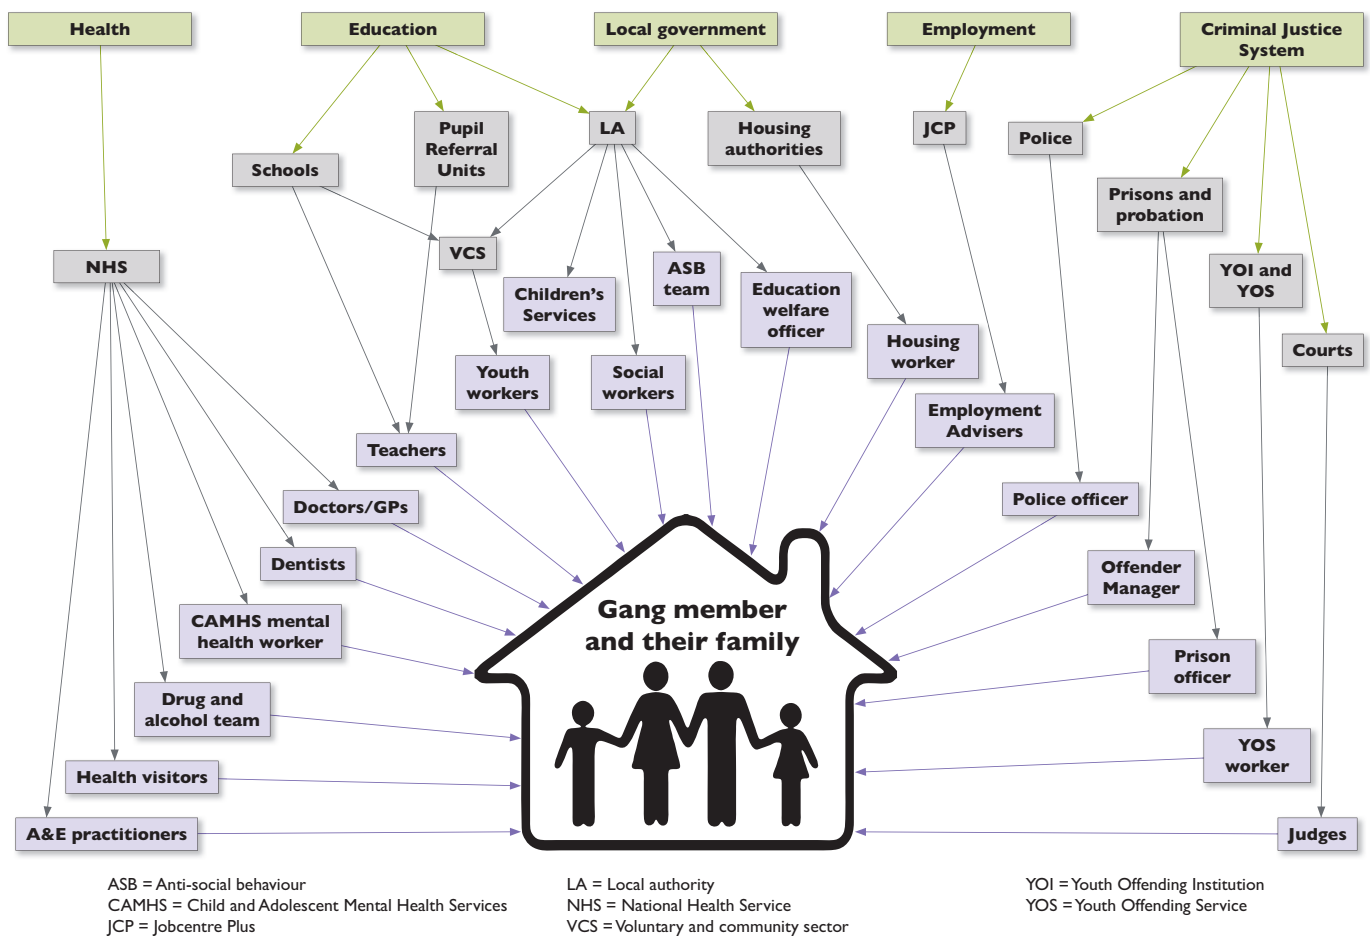 Health
Education
Local government
Employment
Criminal Justice
System
Pupil
Referral
Units
LA
Housing
authorities
JCP
Police
Schools
Prisons and
probation
VCS
NHS
ASB
team
YOI and
YOS
Children's
Services
Education
welfare
officer
Housing
worker
Courts
Youth
workers
Social
workers
Employment
Advisers
Teachers
Doctors/GPs
Police officer
Dentists
Offender
Manager
Gang member
and their family
CAMHS mental
health worker
Prison
officer
Drug and
alcohol team
YOS
worker
Health visitors
A&E practitioners
Judges
ASB = Anti-social behaviour
CAMHS = Child and Adolescent Mental Health Services
JCP = Jobcentre Plus
LA = Local authority
NHS = National Health Service
VCS = Voluntary and community sector
YOI = Youth Offending Institution
YOS = Youth Offending Service